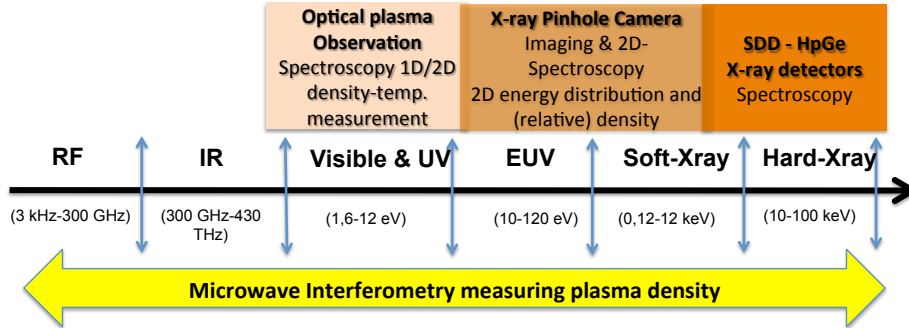 Optical plasma
Observation
Spectroscopy 1D/2D
density-temp.
measurement
X-ray Pinhole Camera
Imaging & 2D-
Spectroscopy
2D energy distribution and
(relative) density
SDD - HpGe
X-ray detectors
Spectroscopy
RF
IR
Visible & UV
EUV
Soft-Xray
Hard-Xray
(3 kHz-300 GHz)
(300 GHz-430
THz)
(1,6-12 eV)
(10-120 eV)
(0,12-12 keV)
(10-100 keV)
Microwave Interferometry measuring plasma density